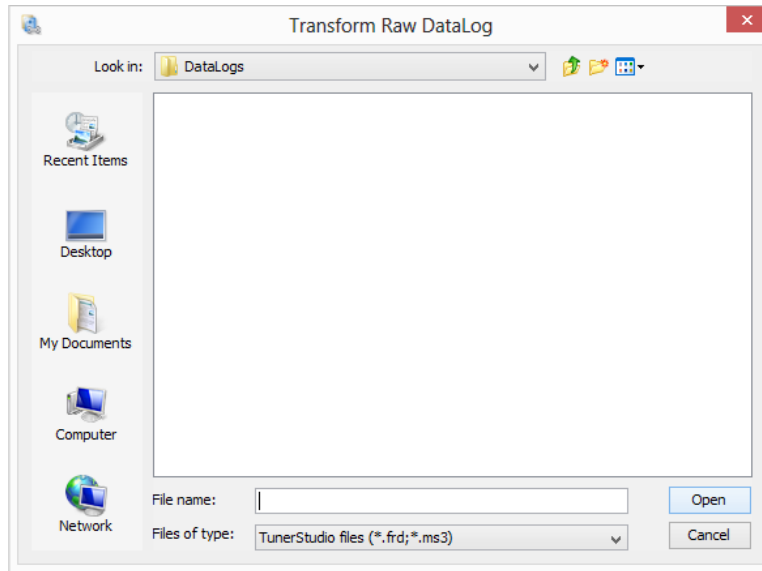 Transform Raw DataLog
Look in:
DataLogs
Recent Items
Desktop
My Documents
Computer
Network
File name:
Open
Files of type:
TunerStudio files (*.frd;*.ms3)
Cancel